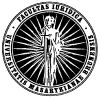 FACULTAS IURIDICA
UNIVERSITATIS MASARYKIANAE BRUNENSIS